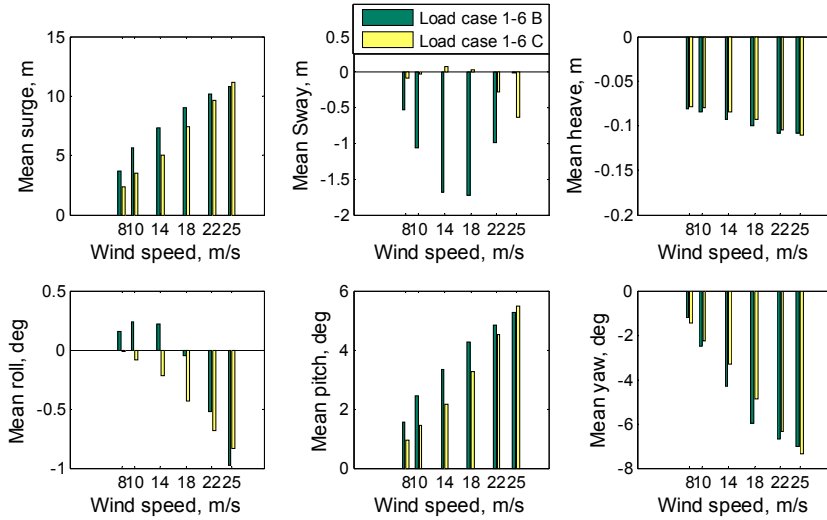 Load case 1-6 B
Load case 1-6 C
15
10
5
0
Mean surge, m
810 14 18 2225
Wind speed, m/s
0.5
0
-0.5
-1
-1.5
-2
Mean Sway, m
810 14 18 2225
Wind speed, m/s
0
-0.05
-0.1
-0.15
-0.2
Mean heave, m
810 14 18 2225
Wind speed, m/s
0.5
0
-0.5
-1
Mean roll, deg
810 14 18 2225
Wind speed, m/s
6
4
2
0
Mean pitch, deg
810 14 18 2225
Wind speed, m/s
0
-2
-4
-6
-8
Mean yaw, deg
810 14 18 2225
Wind speed, m/s